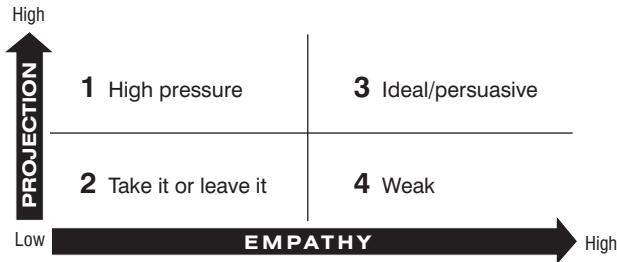 High
PROJECTION
1 High pressure
3 Ideal/persuasive
2 Take it or leave it
4 Weak
Low
EMPATHY
High